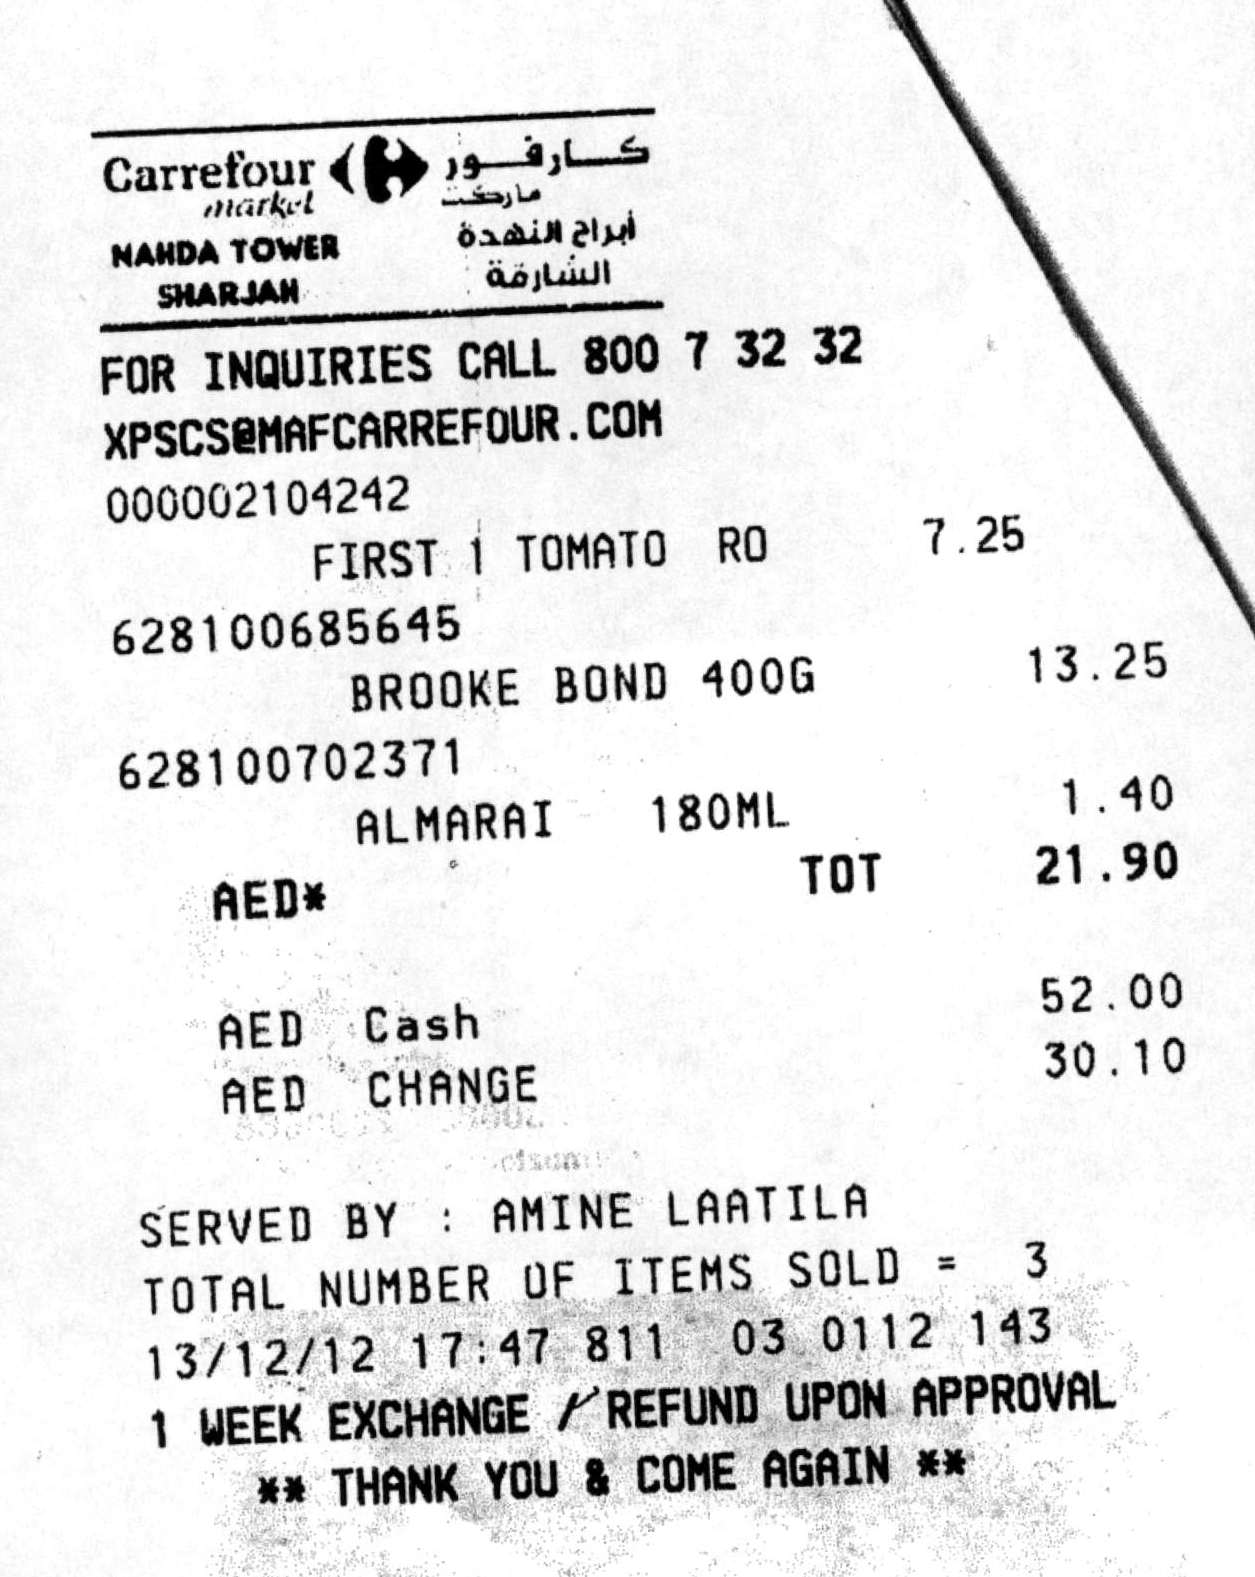 Carrefour كارفور
market ماركت
NAHDA TOWER أبراج النهدة
SHARJAH الشارقة
FOR INQUIRIES CALL 800 7 32 32
XPSCS@MAFCARREFOUR.COM
000002104242
FIRST 1 TOMATO RO 7.25
628100685645
BROOKE BOND 400G 13.25
628100702371
ALMARAI 180ML 1.40
AED* TOT 21.90
AED Cash 52.00
AED CHANGE 30.10
SERVED BY : AMINE LAATILA
TOTAL NUMBER OF ITEMS SOLD = 3
13/12/12 17:47 811 03 0112 143
1 WEEK EXCHANGE / REFUND UPON APPROVAL
** THANK YOU & COME AGAIN **